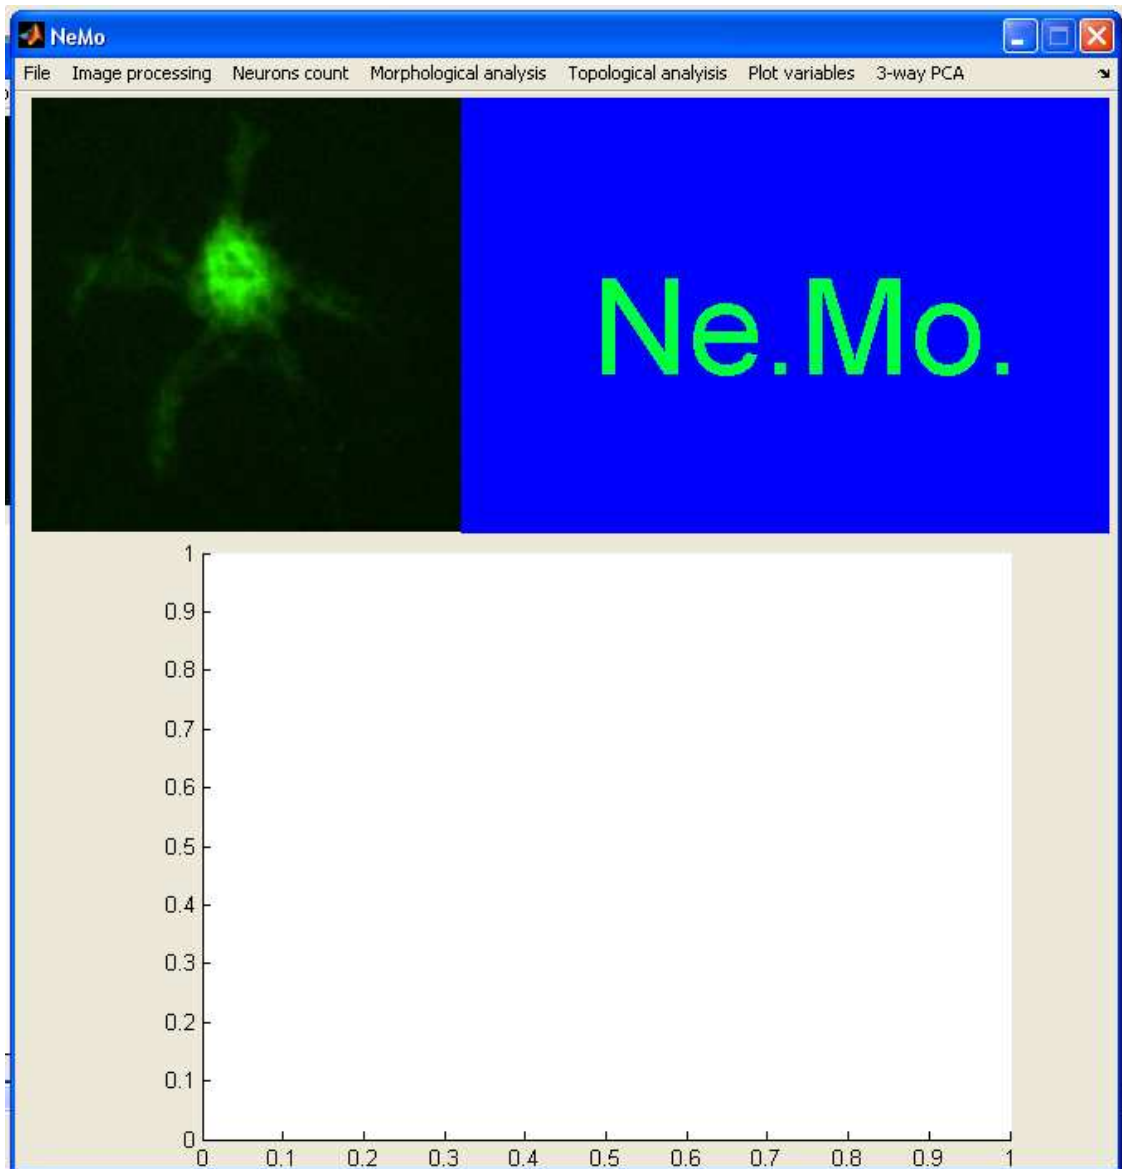 NeMo
File Image processing Neurons count Morphological analysis Topological analyisis Plot variables 3-way PCA
Ne.Mo.
1
0.9
0.8
0.7
0.6
0.5
0.4
0.3
0.2
0.1
0
0 0.1 0.2 0.3 0.4 0.5 0.6 0.7 0.8 0.9 1